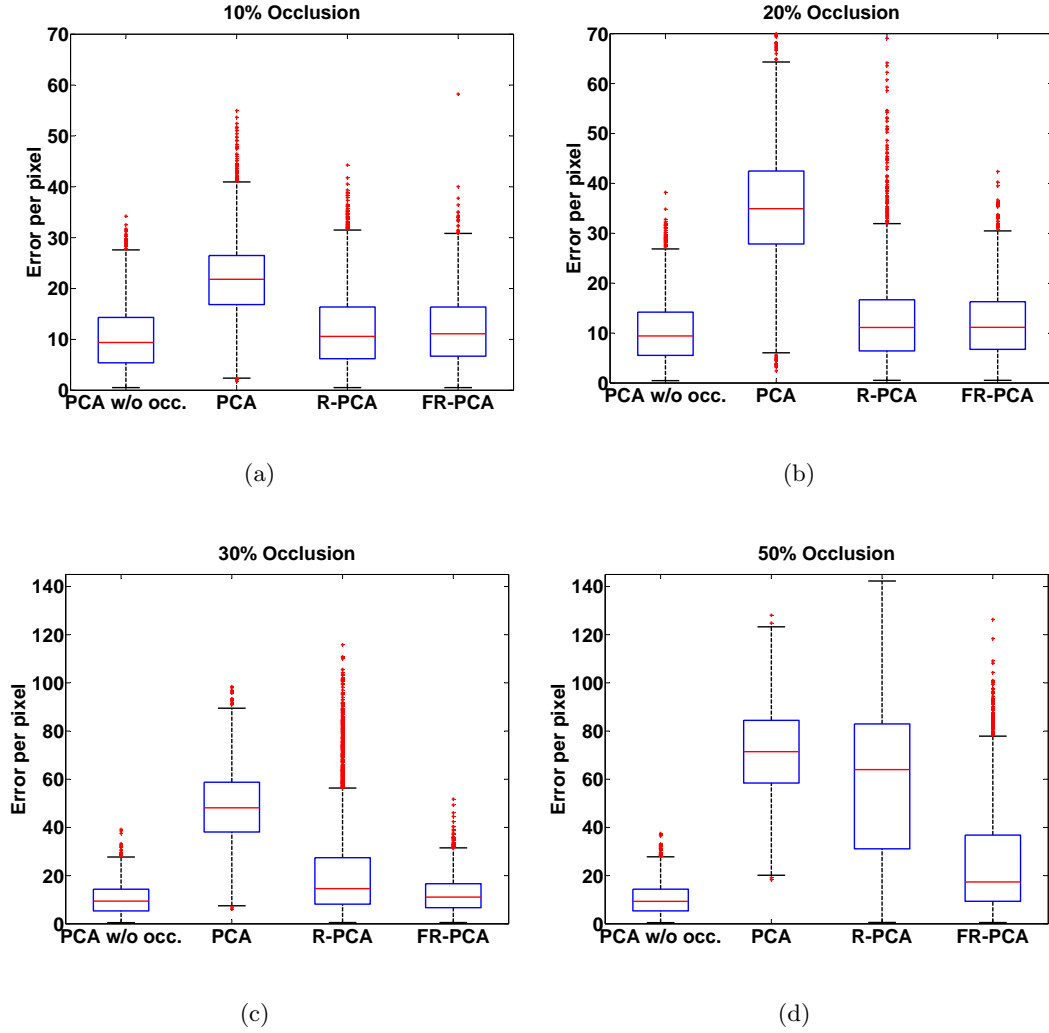 10% Occlusion
70
60
50
40
30
20
10
0
Error per pixel
PCA w/o occ. PCA R-PCA FR-PCA
(a)
20% Occlusion
70
60
50
40
30
20
10
0
Error per pixel
PCA w/o occ. PCA R-PCA FR-PCA
(b)
30% Occlusion
140
120
100
80
60
40
20
0
Error per pixel
PCA w/o occ. PCA R-PCA FR-PCA
(c)
50% Occlusion
140
120
100
80
60
40
20
0
Error per pixel
PCA w/o occ. PCA R-PCA FR-PCA
(d)